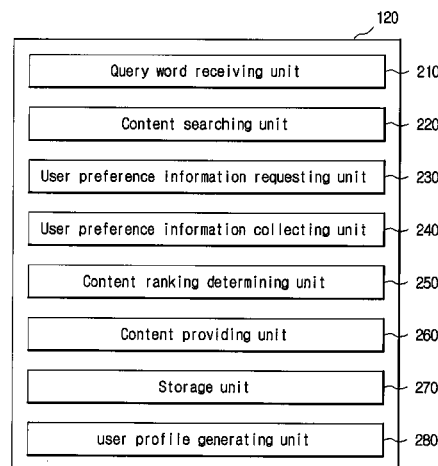 120
Query word receiving unit 210
Content searching unit 220
User preference information requesting unit 230
User preference information collecting unit 240
Content ranking determining unit 250
Content providing unit 260
Storage unit 270
user profile generating unit 280